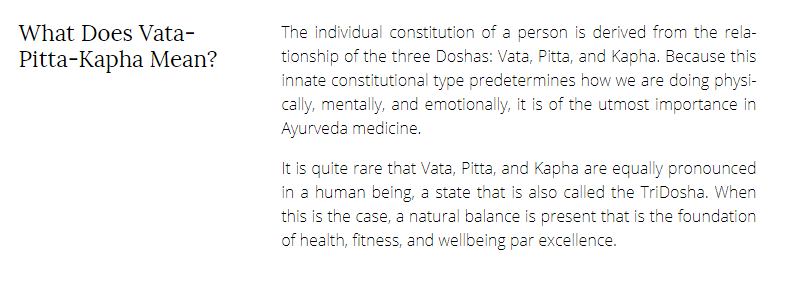 What Does Vata-
Pitta-Kapha Mean?
The individual constitution of a person is derived from the rela-
tionship of the three Doshas: Vata, Pitta, and Kapha. Because this
innate constitutional type predetermines how we are doing physi-
cally, mentally, and emotionally, it is of the utmost importance in
Ayurveda medicine.
It is quite rare that Vata, Pitta, and Kapha are equally pronounced
in a human being, a state that is also called the TriDosha. When
this is the case, a natural balance is present that is the foundation
of health, fitness, and wellbeing par excellence.